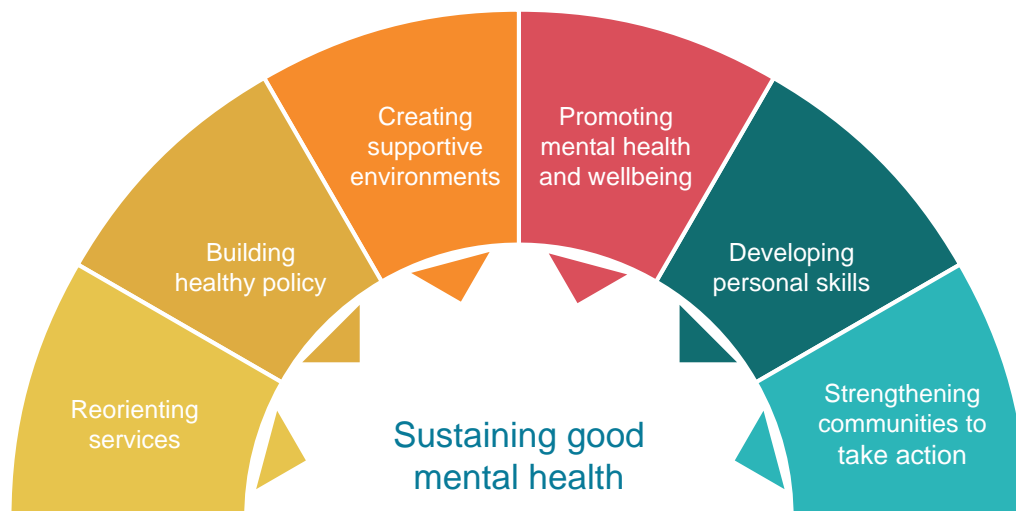 Reorienting
services
Building
healthy policy
Creating
supportive
environments
Promoting
mental health
and wellbeing
Developing
personal skills
Strengthening
communities to
take action
Sustaining good
mental health